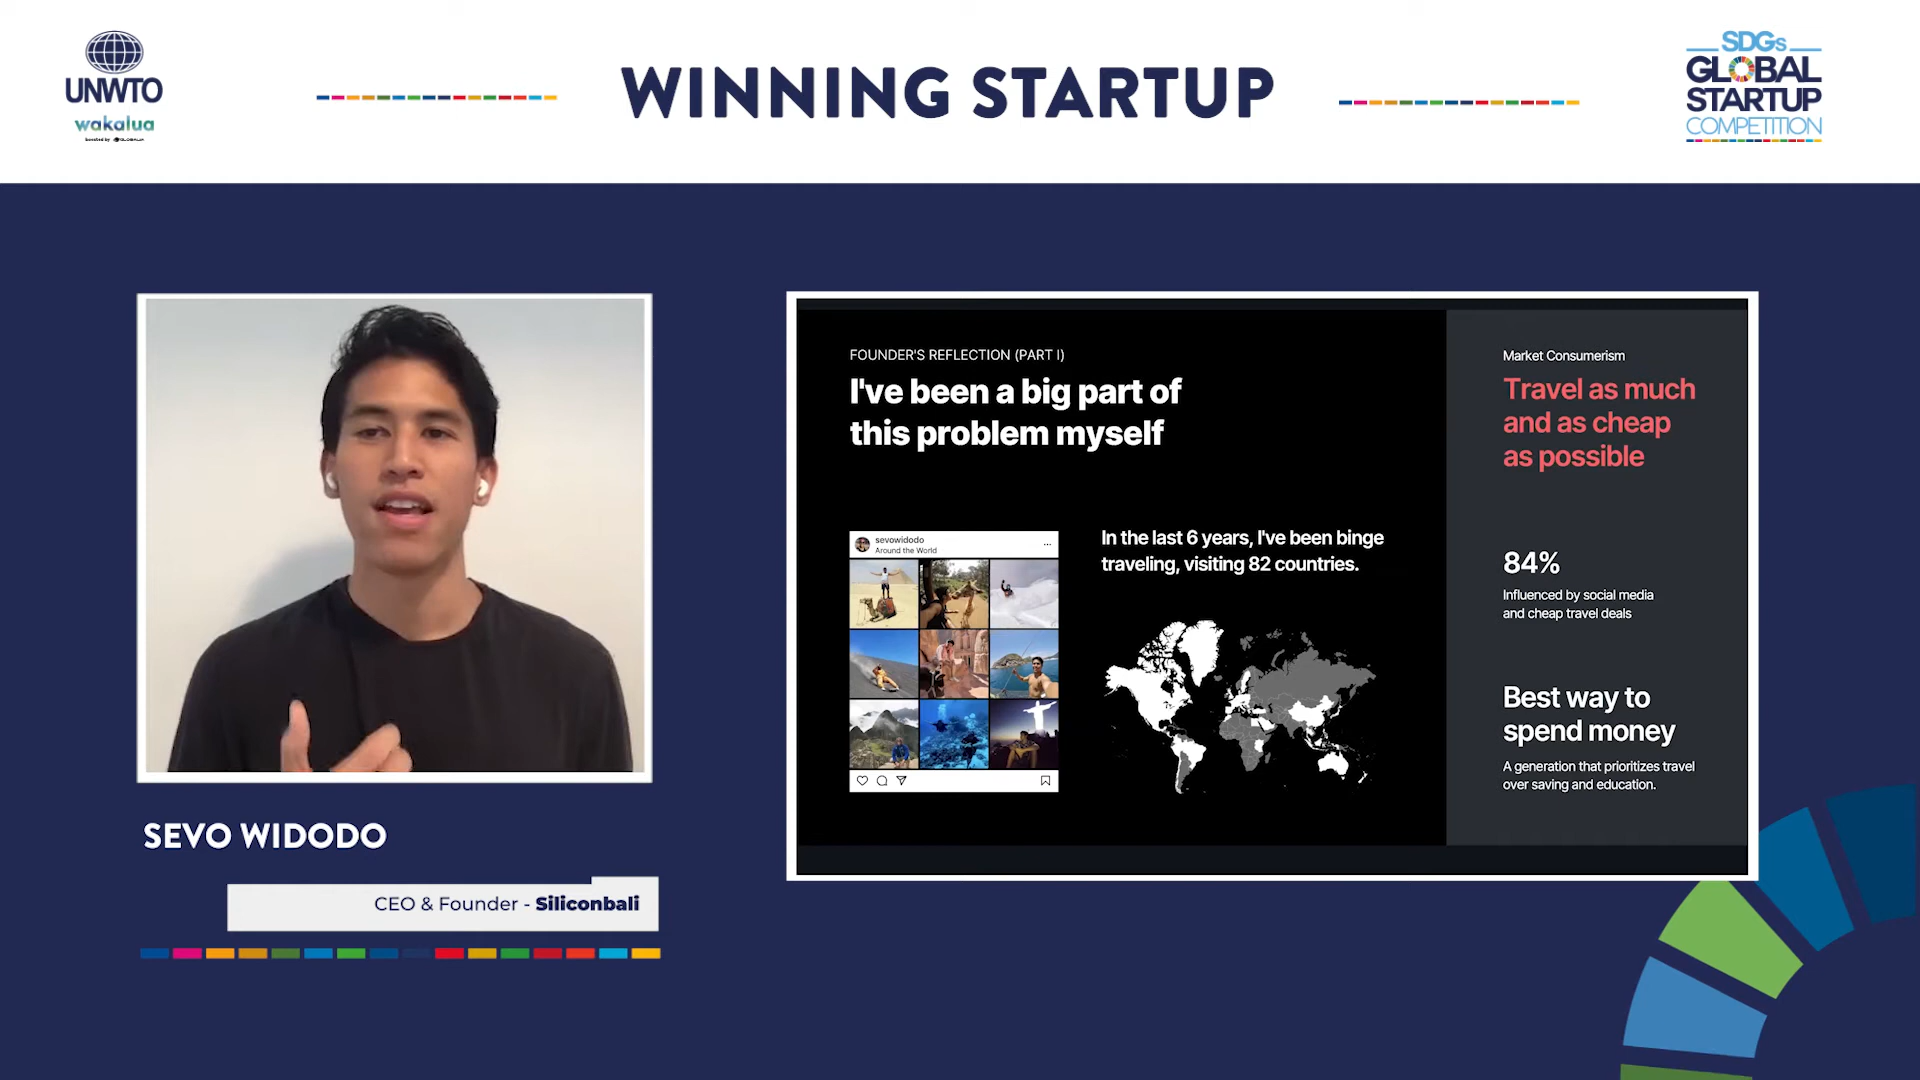 UNWTO
wakalua
boosted by GLOBALIA
WINNING STARTUP
SDGs
GLOBAL
STARTUP
COMPETITION
FOUNDER'S REFLECTION (PART I)
I've been a big part of
this problem myself
sevowidodo
Around the World
In the last 6 years, I've been binge
traveling, visiting 82 countries.
Market Consumerism
Travel as much
and as cheap
as possible
84%
Influenced by social media
and cheap travel deals
Best way to
spend money
A generation that prioritizes travel
over saving and education.
SEVO WIDODO
CEO & Founder - Siliconbali